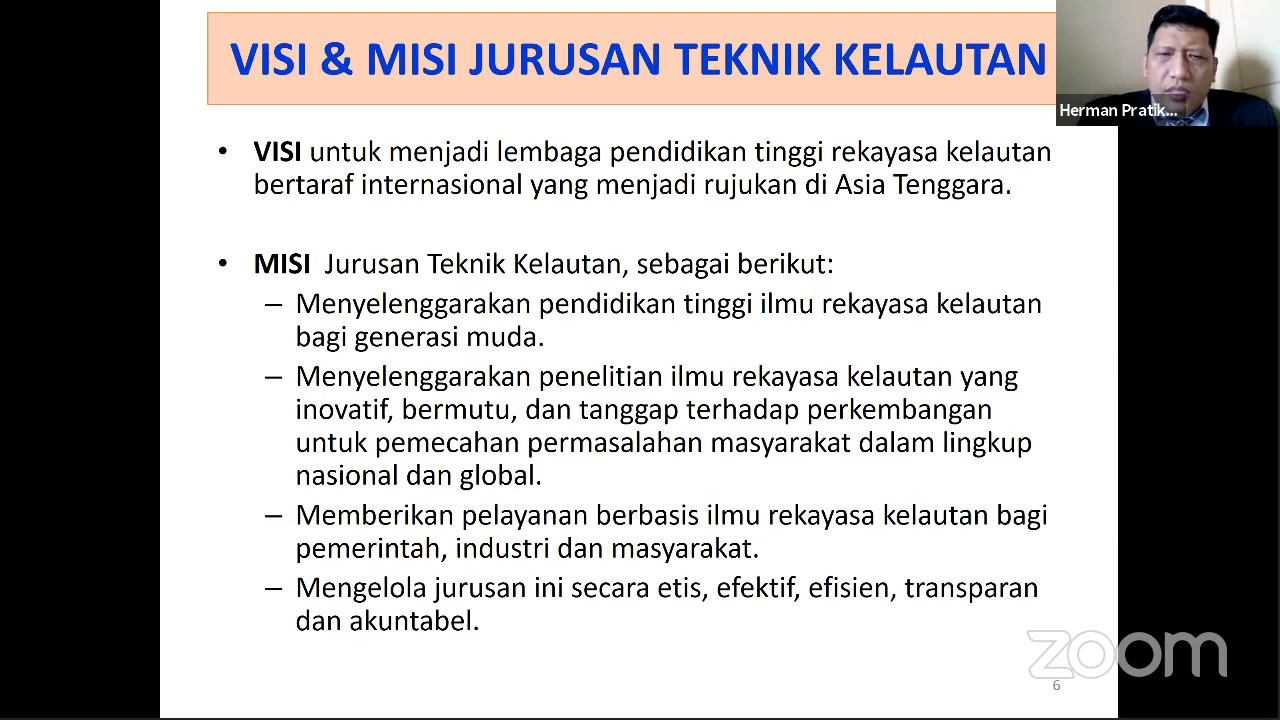 VISI & MISI JURUSAN TEKNIK KELAUTAN
Herman Pratik...
• VISI untuk menjadi lembaga pendidikan tinggi rekayasa kelautan
bertaraf internasional yang menjadi rujukan di Asia Tenggara.
• MISI Jurusan Teknik Kelautan, sebagai berikut:
– Menyelenggarakan pendidikan tinggi ilmu rekayasa kelautan
bagi generasi muda.
– Menyelenggarakan penelitian ilmu rekayasa kelautan yang
inovatif, bermutu, dan tanggap terhadap perkembangan
untuk pemecahan permasalahan masyarakat dalam lingkup
nasional dan global.
– Memberikan pelayanan berbasis ilmu rekayasa kelautan bagi
pemerintah, industri dan masyarakat.
– Mengelola jurusan ini secara etis, efektif, efisien, transparan
dan akuntabel.
zoom
6